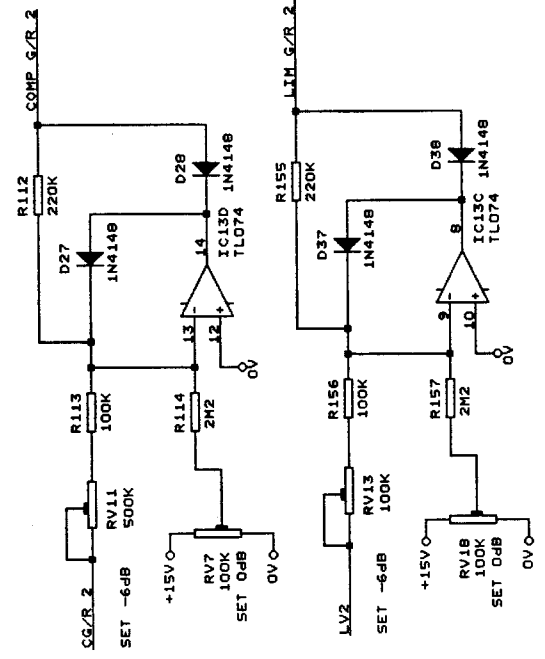 COMP G/R 2
R112
220K
D28
1N4148
D27
1N4148
14
IC13D
TL074
13
12
0V
R113
100K
R114
2M2
RV11
500K
+15V
RV7
100K
SET 0dB
0V
CG/R 2
SET -6dB
LIM G/R 2
R155
220K
D38
1N4148
D37
1N4148
8
IC13C
TL074
9
10
0V
R156
100K
R157
2M2
RV13
100K
+15V
RV18
100K
SET 0dB
0V
LV2
SET -6dB